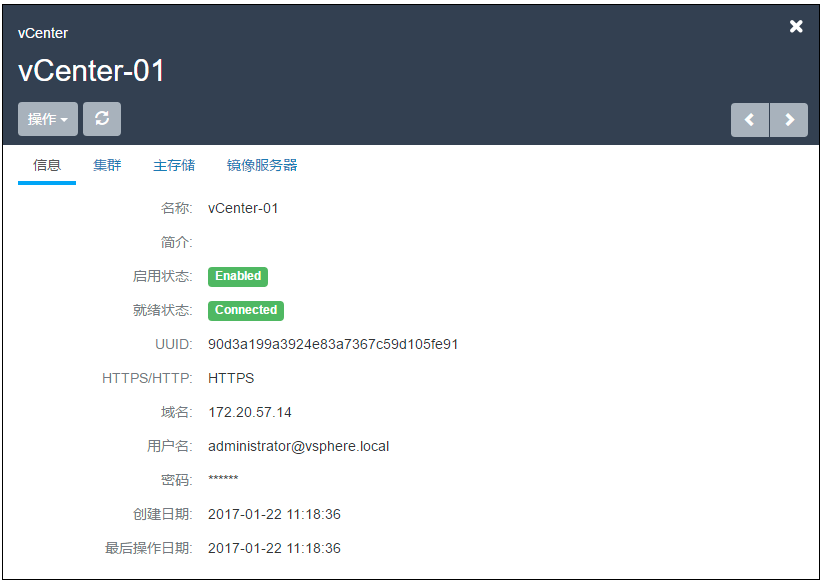 vCenter
vCenter-01
操作
信息 集群 主存储 镜像服务器
名称: vCenter-01
简介:
启用状态: Enabled
就绪状态: Connected
UUID: 90d3a199a3924e83a7367c59d105fe91
HTTPS/HTTP: HTTPS
域名: 172.20.57.14
用户名: administrator@vsphere.local
密码: ******
创建日期: 2017-01-22 11:18:36
最后操作日期: 2017-01-22 11:18:36